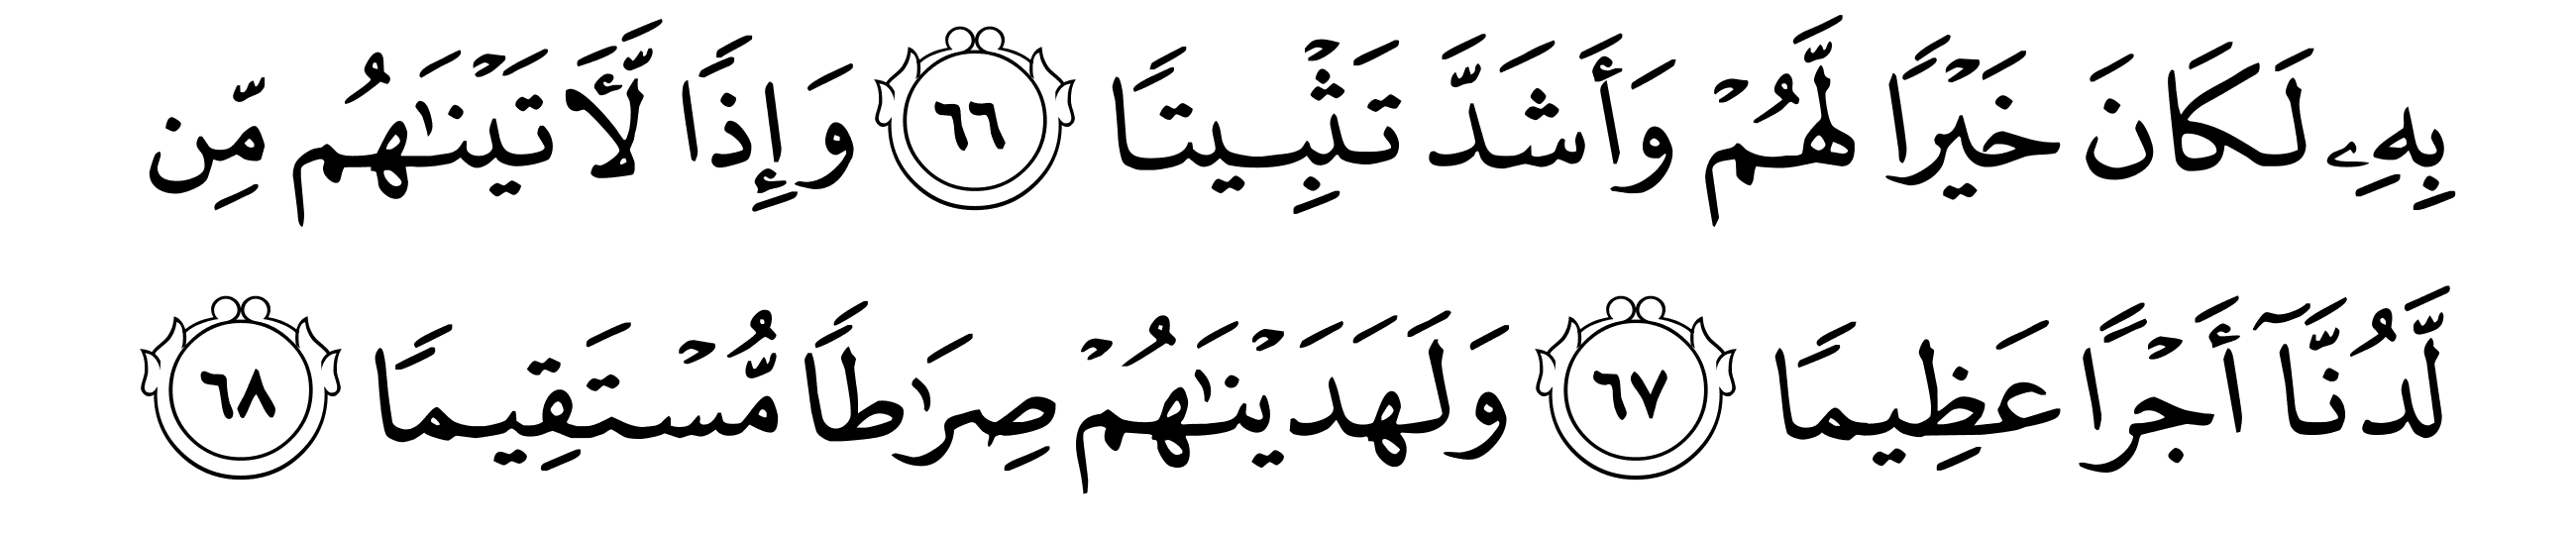 بِهِۦ لَكَانَ خَيْرًا لَّهُمْ وَأَشَدَّ تَثْبِيتًا ٦٦ وَإِذًا لَّأَتَيْنَـٰهُم مِّن
لَّدُنَّآ أَجْرًا عَظِيمًا ٦٧ وَلَهَدَيْنَـٰهُمْ صِرَٰطًا مُّسْتَقِيمًا ٦٨